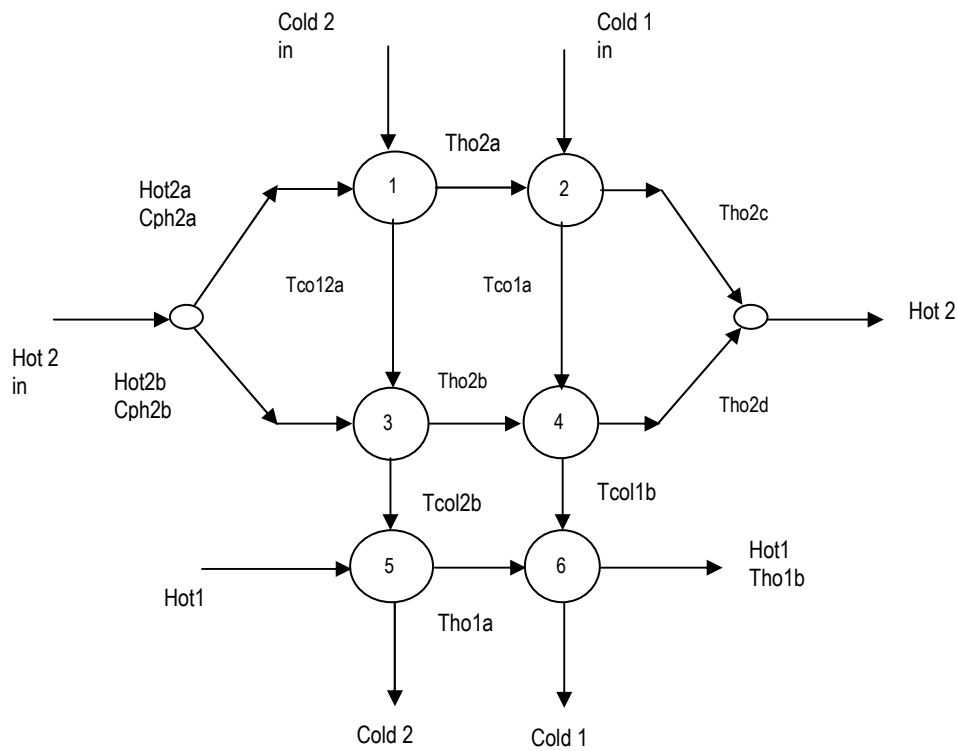 Cold 2
in
Cold 1
in
Tho2a
1
2
Hot2a
Cph2a
Tho2c
Tco12a
Tco1a
Hot 2
Hot 2
in
Hot2b
Cph2b
Tho2b
Tho2d
3
4
Tcol2b
Tcol1b
5
6
Hot1
Tho1b
Hot1
Tho1a
Cold 2
Cold 1